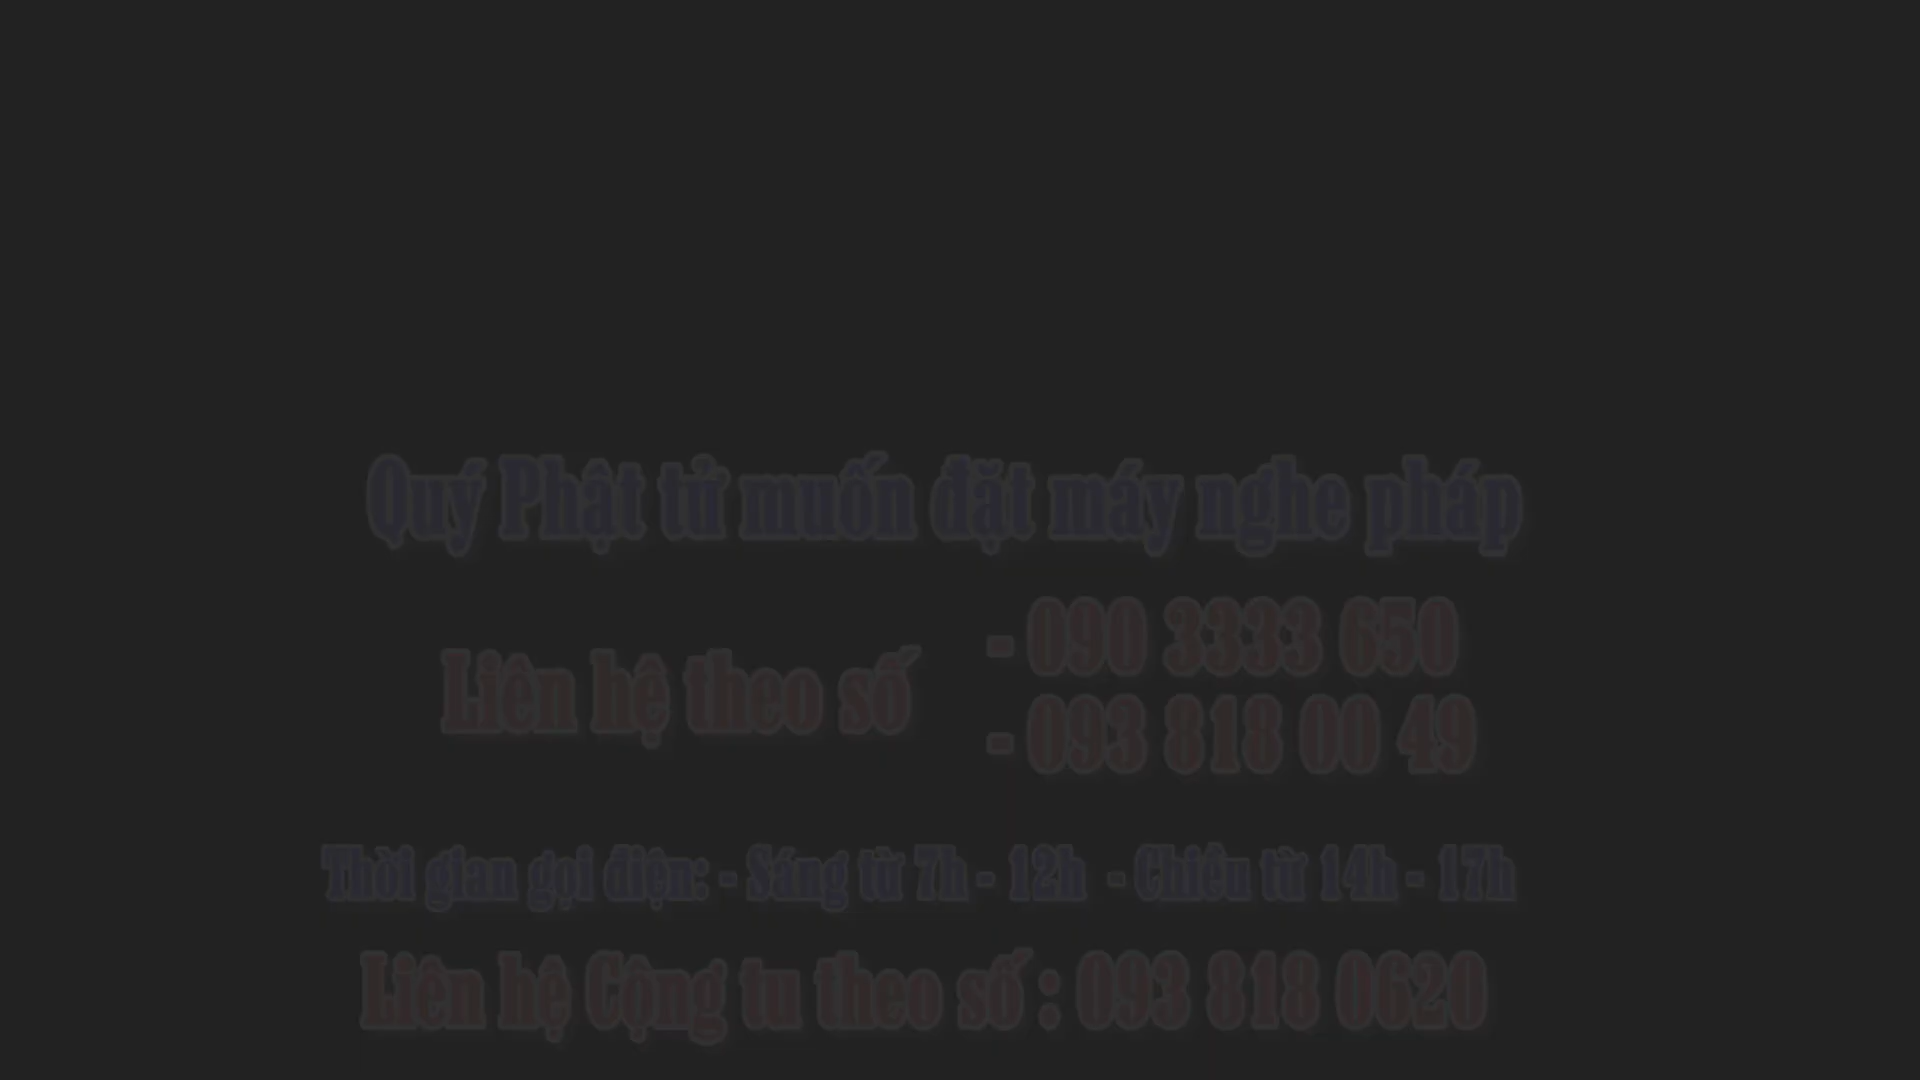 Quý Phật tử muốn đặt máy nghe pháp
Liên hệ theo số
- 090 3333 650
- 093 818 00 49
Thời gian gọi điện: - Sáng từ 7h - 12h - Chiều từ 14h - 17h
Liên hệ Cộng tu theo số : 093 818 0620